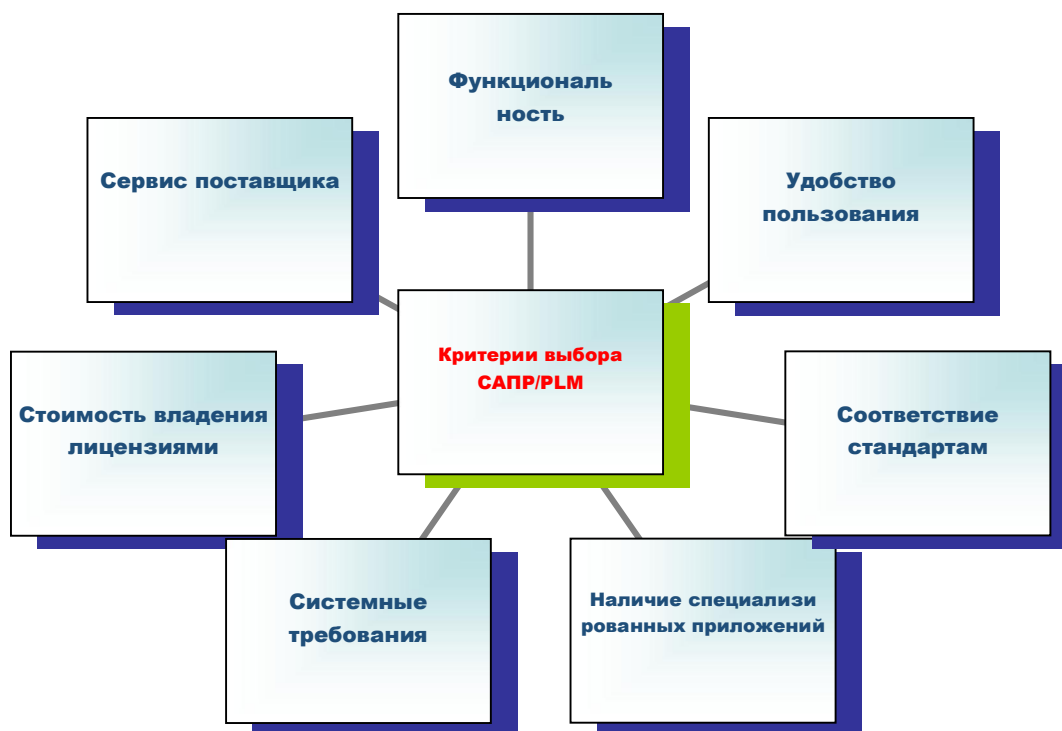 Функциональ
ность
Сервис поставщика
Удобство
пользования
Критерии выбора
САПР/PLM
Стоимость владения
лицензиями
Соответствие
стандартам
Системные
требования
Наличие специализи
рованных приложений